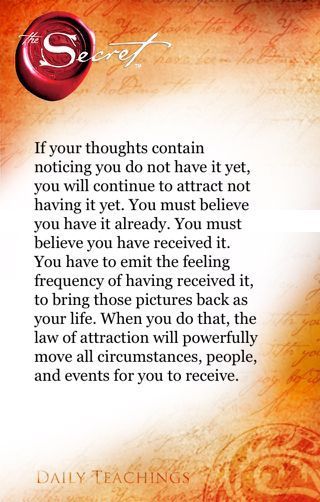 the Secret™
If your thoughts contain
noticing you do not have it yet,
you will continue to attract not
having it yet. You must believe
you have it already. You must
believe you have received it.
You have to emit the feeling
frequency of having received it,
to bring those pictures back as
your life. When you do that, the
law of attraction will powerfully
move all circumstances, people,
and events for you to receive.
DAILY TEACHINGS